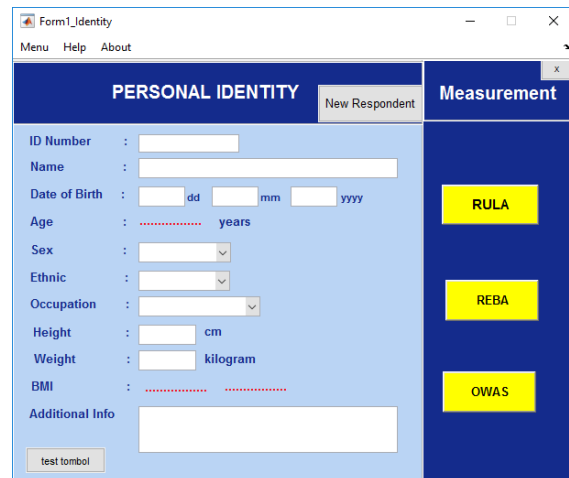 Form1_Identity
Menu Help About
x
PERSONAL IDENTITY
New Respondent
Measurement
ID Number :
Name :
Date of Birth : dd mm yyyy
Age : .................. years
Sex :
Ethnic :
Occupation :
Height : cm
Weight : kilogram
BMI : .................. ..................
Additional Info
test tombol
RULA
REBA
OWAS